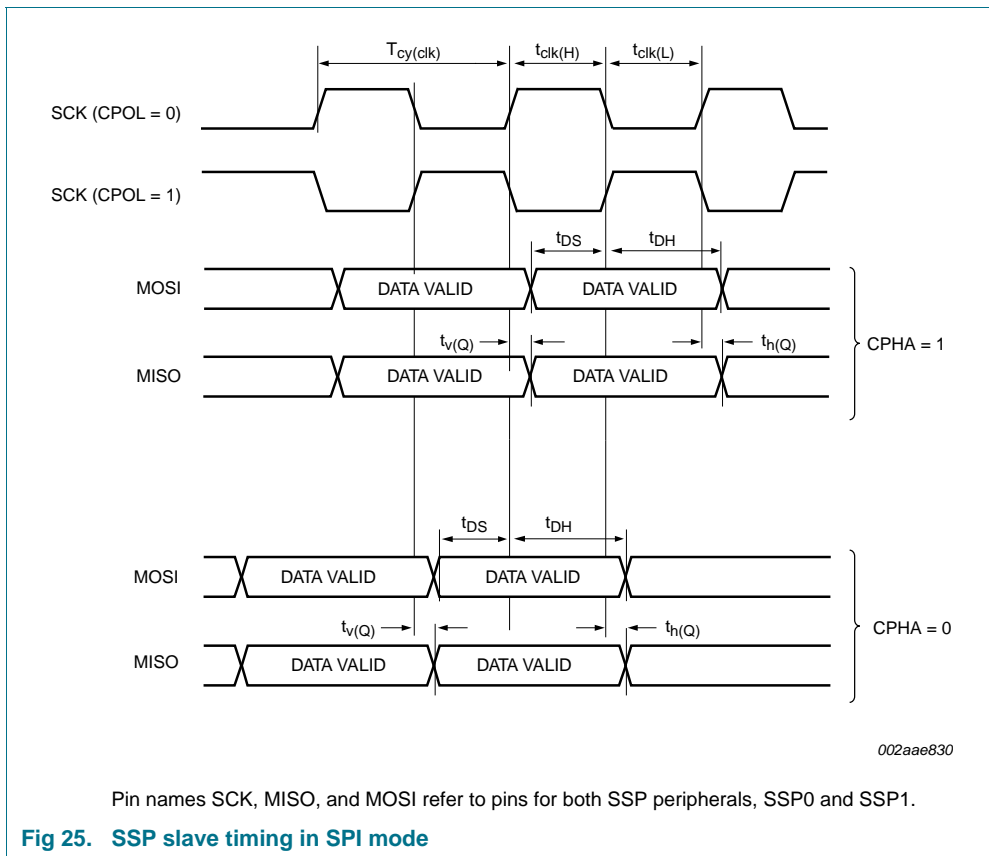 Tcy(clk) tclk(H) tclk(L)
SCK (CPOL = 0)
SCK (CPOL = 1)
tDS tDH
MOSI DATA VALID DATA VALID
tv(Q) th(Q)
CPHA = 1
MISO DATA VALID DATA VALID
tDS tDH
MOSI DATA VALID DATA VALID
tv(Q) th(Q)
CPHA = 0
MISO DATA VALID DATA VALID
002aae830
Pin names SCK, MISO, and MOSI refer to pins for both SSP peripherals, SSP0 and SSP1.
Fig 25. SSP slave timing in SPI mode